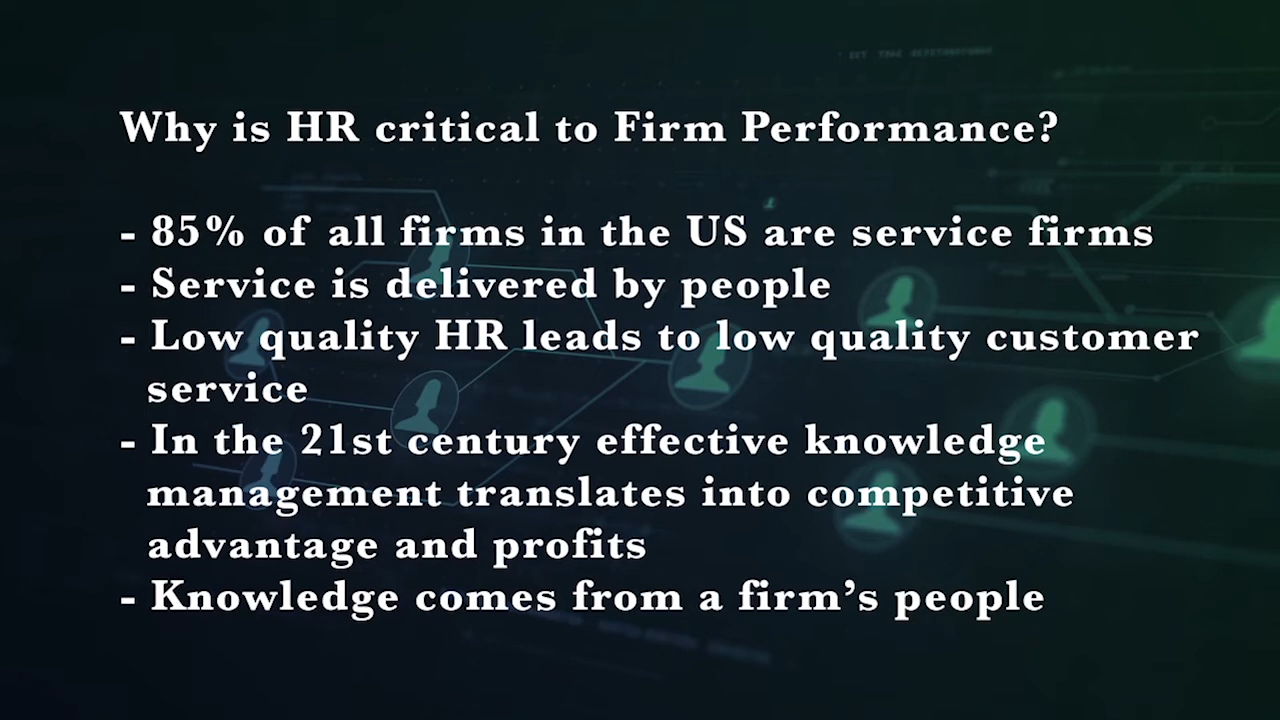 Why is HR critical to Firm Performance?
- 85% of all firms in the US are service firms
- Service is delivered by people
- Low quality HR leads to low quality customer
service
- In the 21st century effective knowledge
management translates into competitive
advantage and profits
- Knowledge comes from a firm’s people